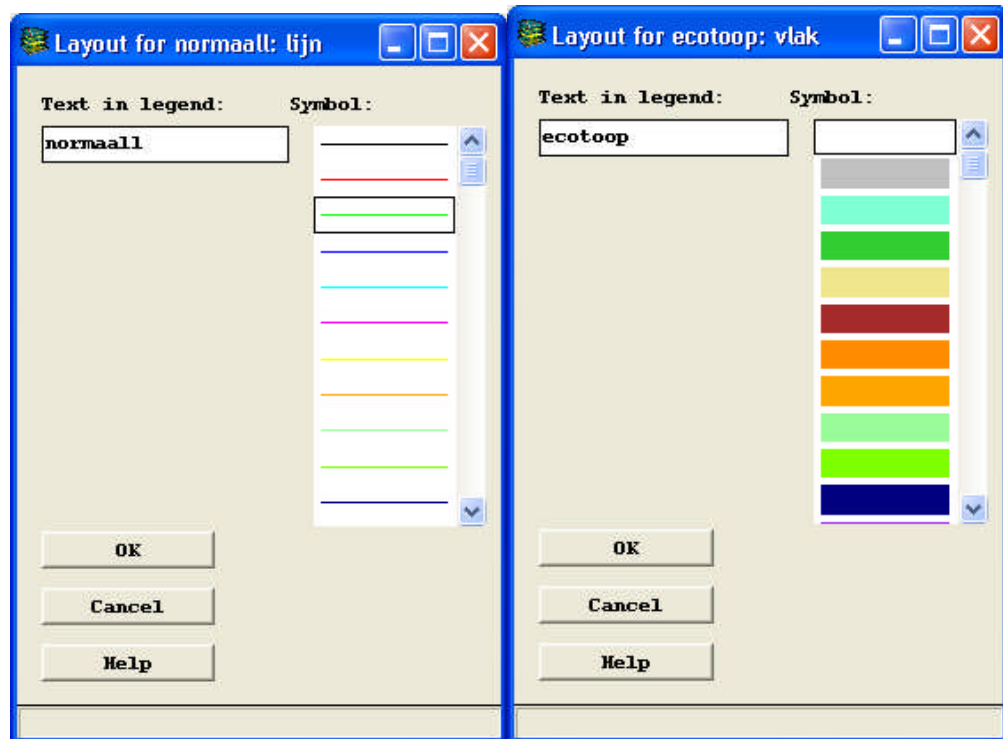 Layout for normaall: lijn
Text in legend: Symbol:
normaall
OK
Cancel
Help
Layout for ecotoop: vlak
Text in legend: Symbol:
ecotoop
OK
Cancel
Help